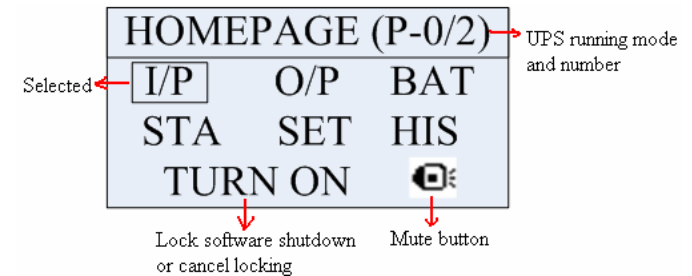 HOMEPAGE (P-0/2)
UPS running mode
and number
Selected
I/P O/P BAT
STA SET HIS
TURN ON
Lock software shutdown
or cancel locking
Mute button